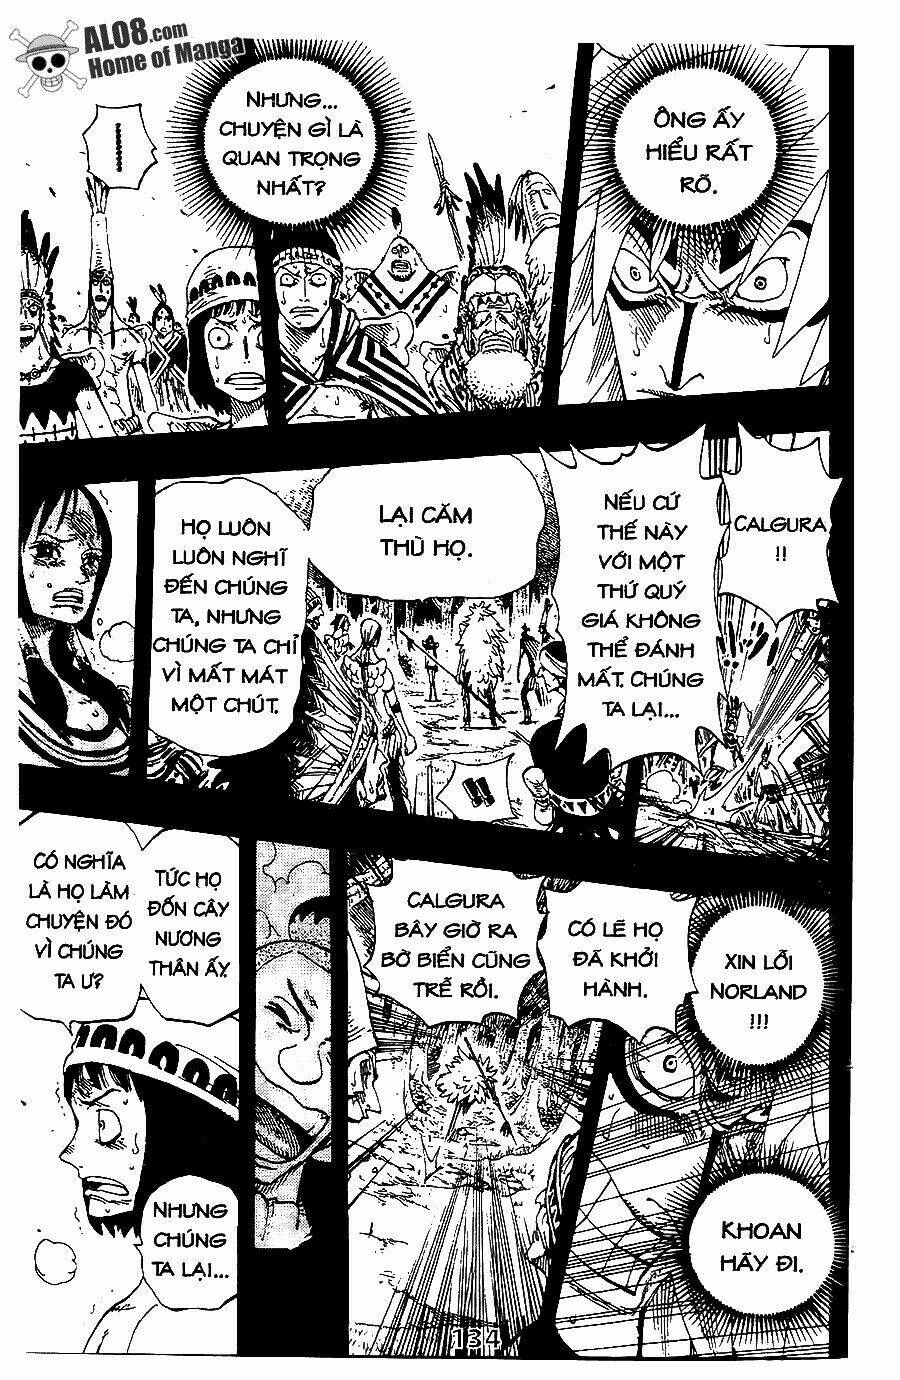 AL08.com
Home of Manga
ÔNG ẤY
HIỂU RẤT
RÕ.
NHƯNG...
CHUYỆN GÌ LÀ
QUAN TRỌNG
NHẤT?
CALGURA
!!
NẾU CỨ
THẾ NÀY
VỚI MỘT
THỨ QUÝ
GIÁ KHÔNG
THỂ ĐÁNH
MẤT. CHÚNG
TA LẠI...
LẠI CĂM
THÙ HỌ.
!!
HỌ LUÔN
LUÔN NGHĨ
ĐẾN CHÚNG
TA, NHƯNG
CHÚNG TA CHỈ
VÌ MẤT MÁT
MỘT CHÚT.
XIN LỖI
NORLAND
!!!
KHOAN
HÃY ĐI.
CÓ LẼ HỌ
ĐÃ KHỞI
HÀNH.
CALGURA
BÂY GIỜ RA
BỜ BIỂN CŨNG
TRỄ RỒI.
TỨC HỌ
ĐỐN CÂY
NƯƠNG
THÂN ẤY.
CÓ NGHĨA
LÀ HỌ LÀM
CHUYỆN ĐÓ
VÌ CHÚNG
TA Ư?
NHƯNG
CHÚNG
TA LẠI...
134